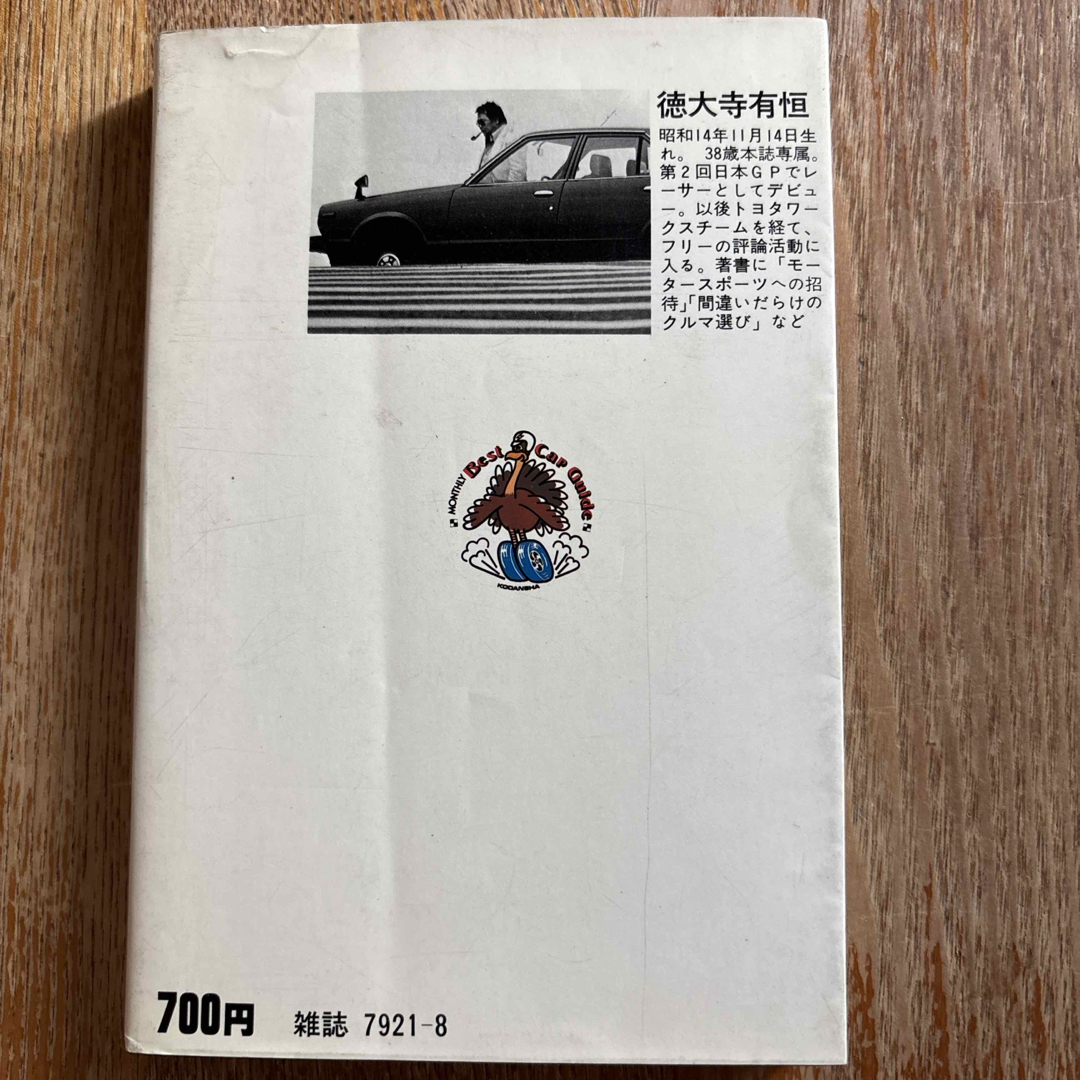 徳大寺有恒
昭和14年11月14日生
れ。 38歳本誌専属。
第2回日本GPでレ
ーサーとしてデビュ
ー。以後トヨタワー
クスチームを経て、
フリーの評論活動に
入る。著書に「モー
タースポーツへの招
待」「間違いだらけの
クルマ選び」など
MONTHLY Best Car Guide
KODANSHA
700円 雑誌 7921-8